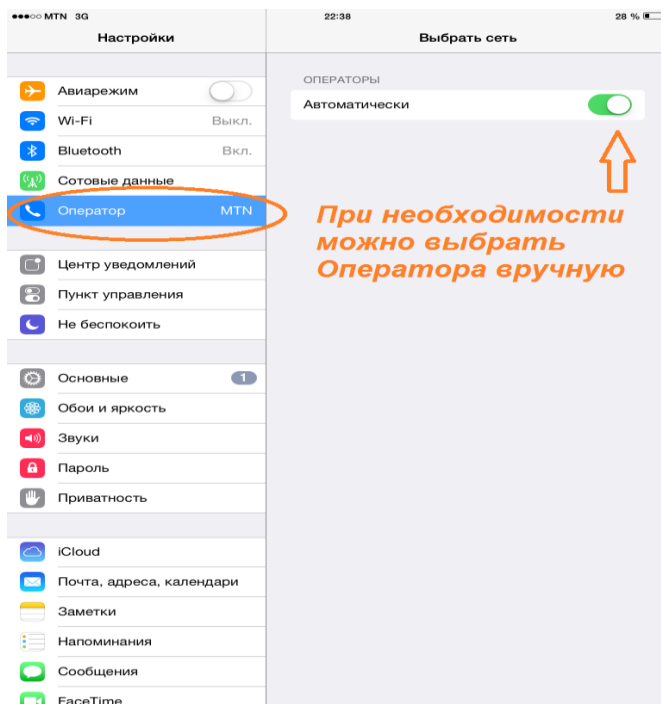 MTN 3G 22:38 28 %
Настройки
Выбрать сеть
Авиарежим
Wi-Fi Выкл.
Bluetooth Вкл.
Сотовые данные
Оператор MTN
Центр уведомлений
Пункт управления
Не беспокоить
Основные 1
Обои и яркость
Звуки
Пароль
Приватность
iCloud
Почта, адреса, календари
Заметки
Напоминания
Сообщения
FaceTime
ОПЕРАТОРЫ
Автоматически
При необходимости
можно выбрать
Оператора вручную